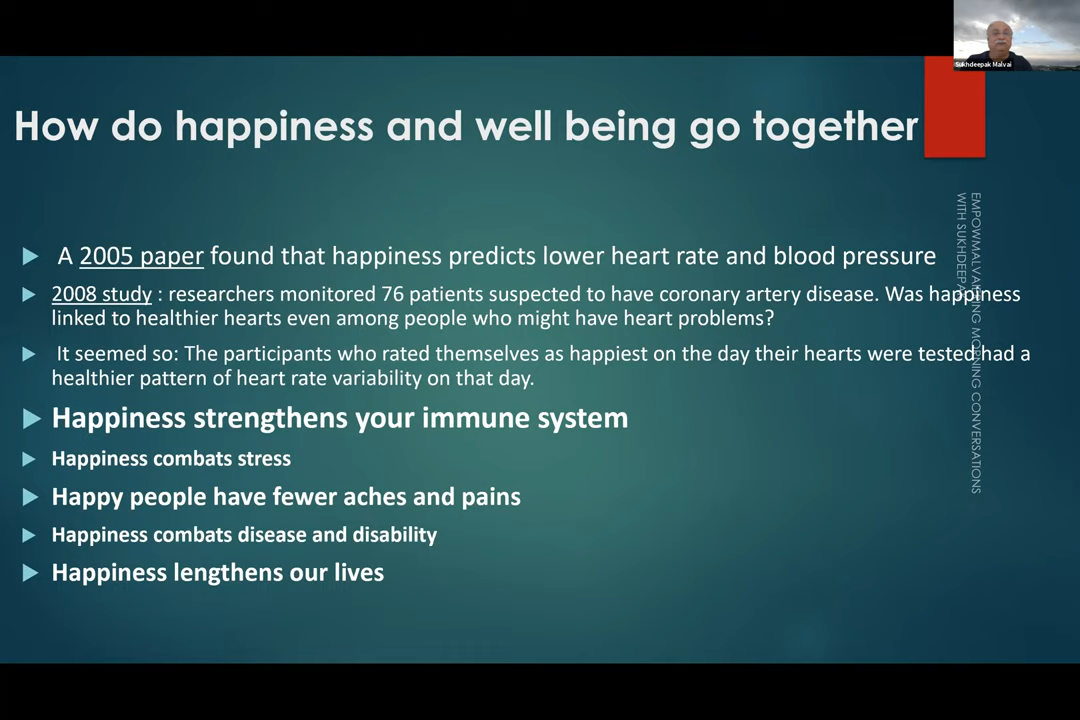 Sukhdeepak Malvai
How do happiness and well being go together
A 2005 paper found that happiness predicts lower heart rate and blood pressure
2008 study : researchers monitored 76 patients suspected to have coronary artery disease. Was happiness
linked to healthier hearts even among people who might have heart problems?
It seemed so: The participants who rated themselves as happiest on the day their hearts were tested had a
healthier pattern of heart rate variability on that day.
Happiness strengthens your immune system
Happiness combats stress
Happy people have fewer aches and pains
Happiness combats disease and disability
Happiness lengthens our lives
MORNING CONVERSATIONS
WITH